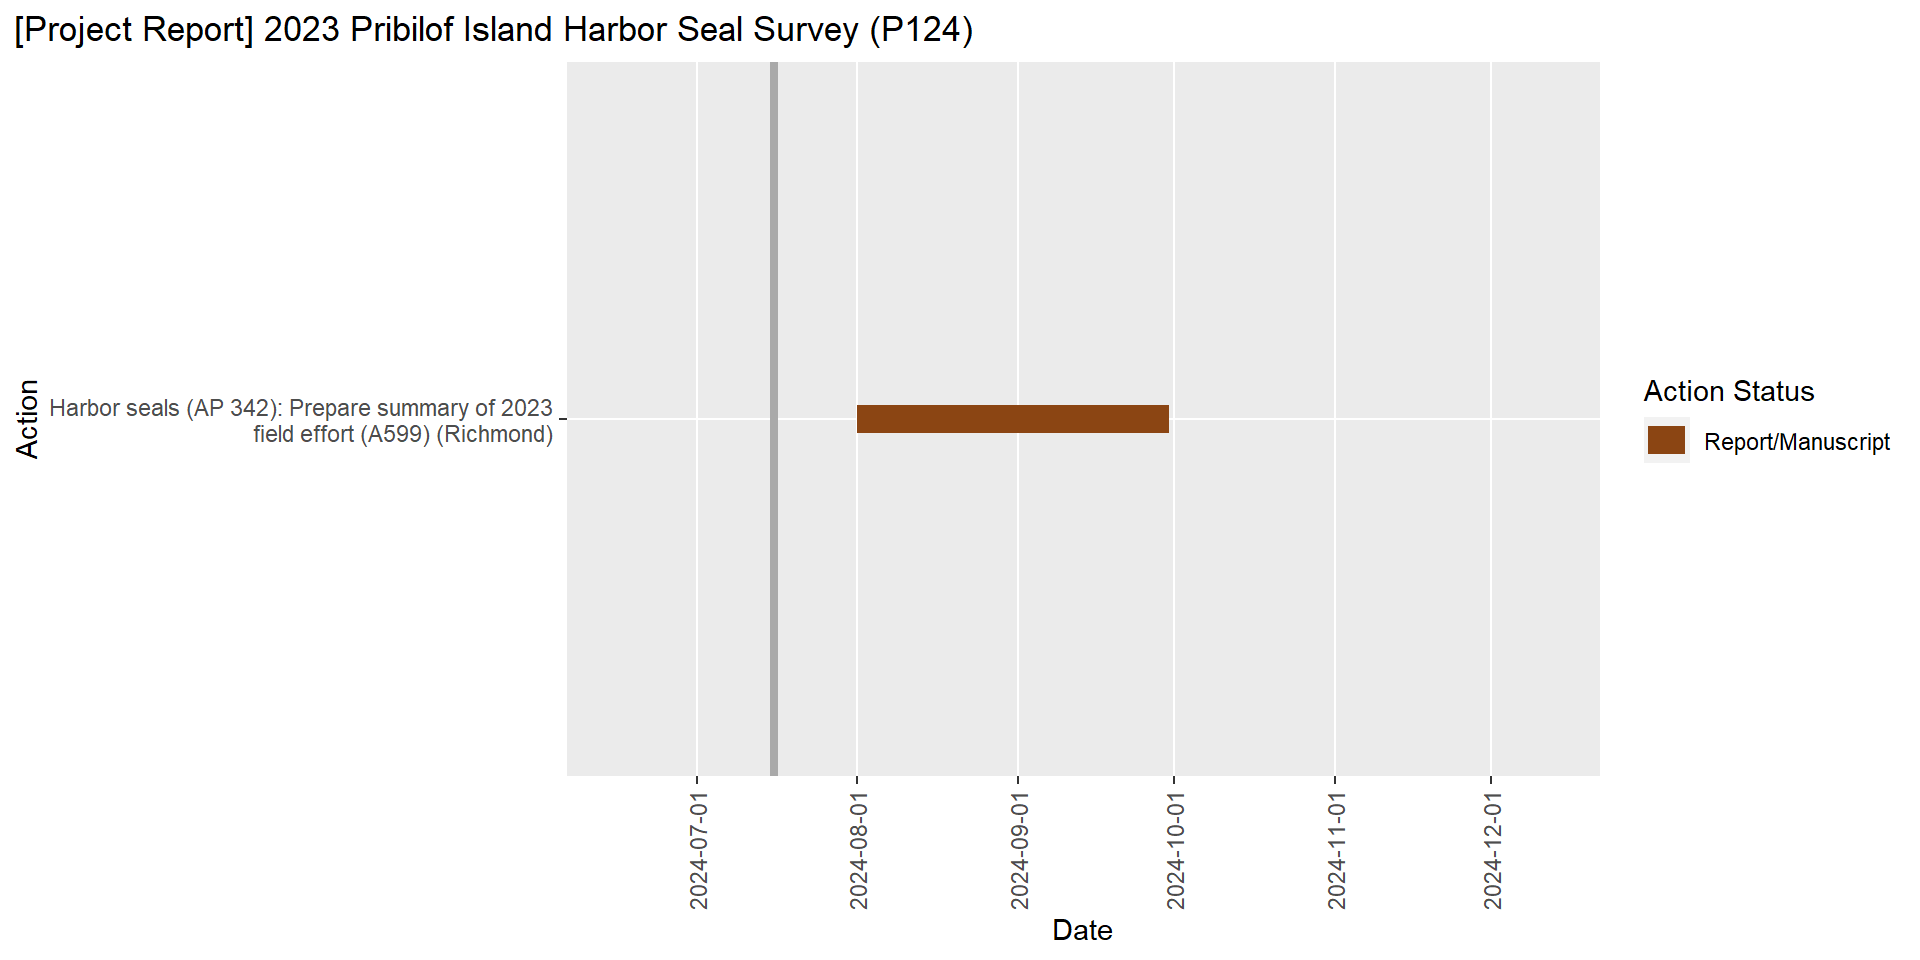 [Project Report] 2023 Pribilof Island Harbor Seal Survey (P124)
Action
Harbor seals (AP 342): Prepare summary of 2023
field effort (A599) (Richmond)
Action Status
Report/Manuscript
2024-07-01
2024-08-01
2024-09-01
2024-10-01
2024-11-01
2024-12-01
Date